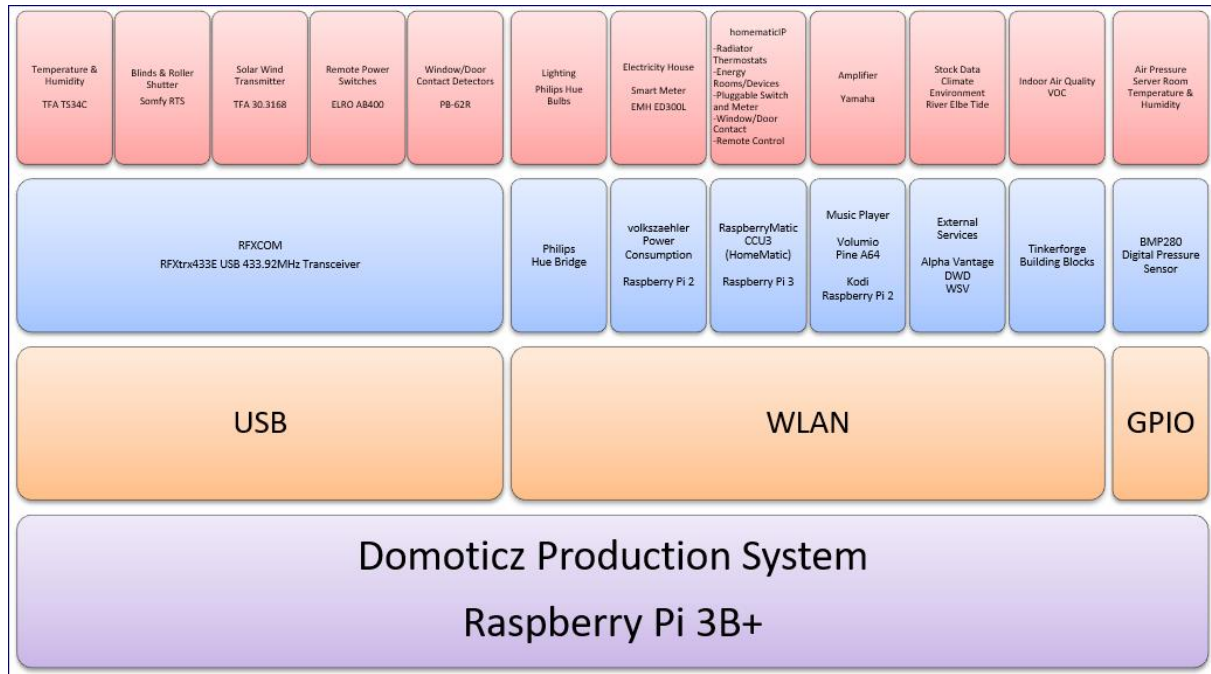 Temperature &
Humidity
TFA TS34C
Blinds & Roller
Shutter
Somfy RTS
Solar Wind
Transmitter
TFA 30.3168
Remote Power
Switches
ELRO AB400
Window/Door
Contact Detectors
PB-62R
Lighting
Philips Hue
Bulbs
Electricity House
Smart Meter
EMH ED300L
homematicIP
-Radiator
Thermostats
-Energy
Rooms/Devices
-Pluggable Switch
and Meter
-Window/Door
Contact
-Remote Control
Amplifier
Yamaha
Stock Data
Climate
Environment
River Elbe Tide
Indoor Air Quality
VOC
Air Pressure
Server Room
Temperature &
Humidity
RFXCOM
RFXtrx433E USB 433.92MHz Transceiver
Philips
Hue Bridge
volkszaehler
Power
Consumption
Raspberry Pi 2
RaspberryMatic
CCU3
(HomeMatic)
Raspberry Pi 3
Music Player
Volumio
Pine A64
Kodi
Raspberry Pi 2
External
Services
Alpha Vantage
DWD
WSV
Tinkerforge
Building Blocks
BMP280
Digital Pressure
Sensor
USB
WLAN
GPIO
Domoticz Production System
Raspberry Pi 3B+